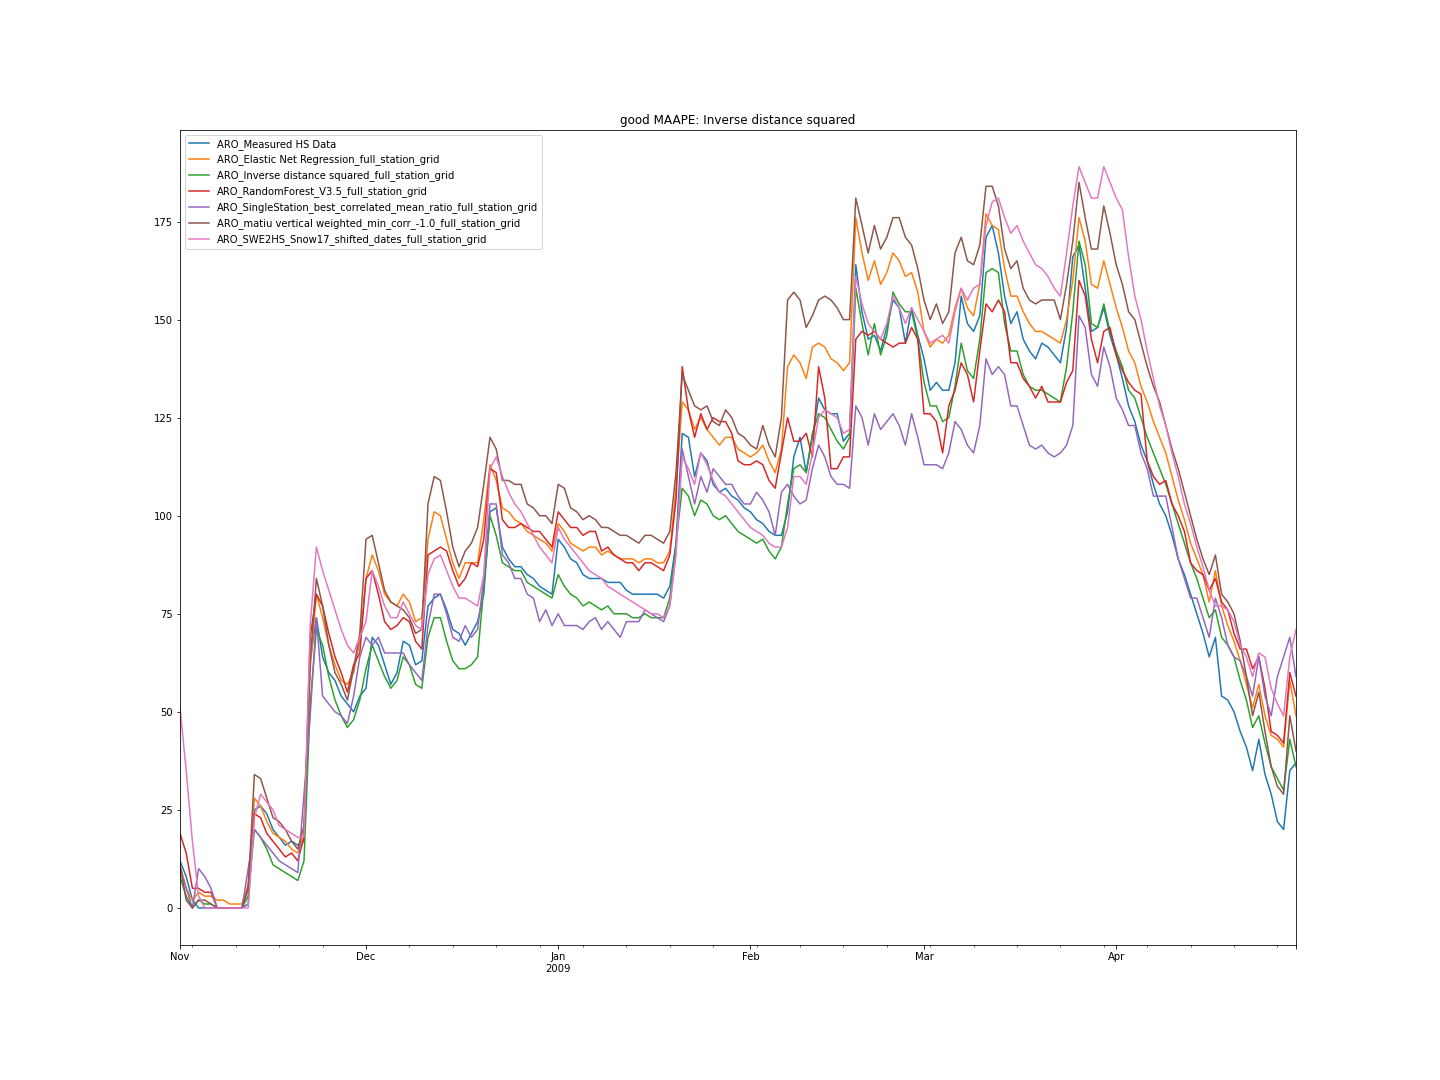 good MAAPE: Inverse distance squared
ARO_Measured HS Data
ARO_Elastic Net Regression_full_station_grid
ARO_Inverse distance squared_full_station_grid
ARO_RandomForest_V3.5_full_station_grid
ARO_SingleStation_best_correlated_mean_ratio_full_station_grid
ARO_matiu vertical weighted_min_corr_-1.0_full_station_grid
ARO_SWE2HS_Snow17_shifted_dates_full_station_grid
175
150
125
100
75
50
25
0
Nov Dec Jan Feb Mar Apr
2009